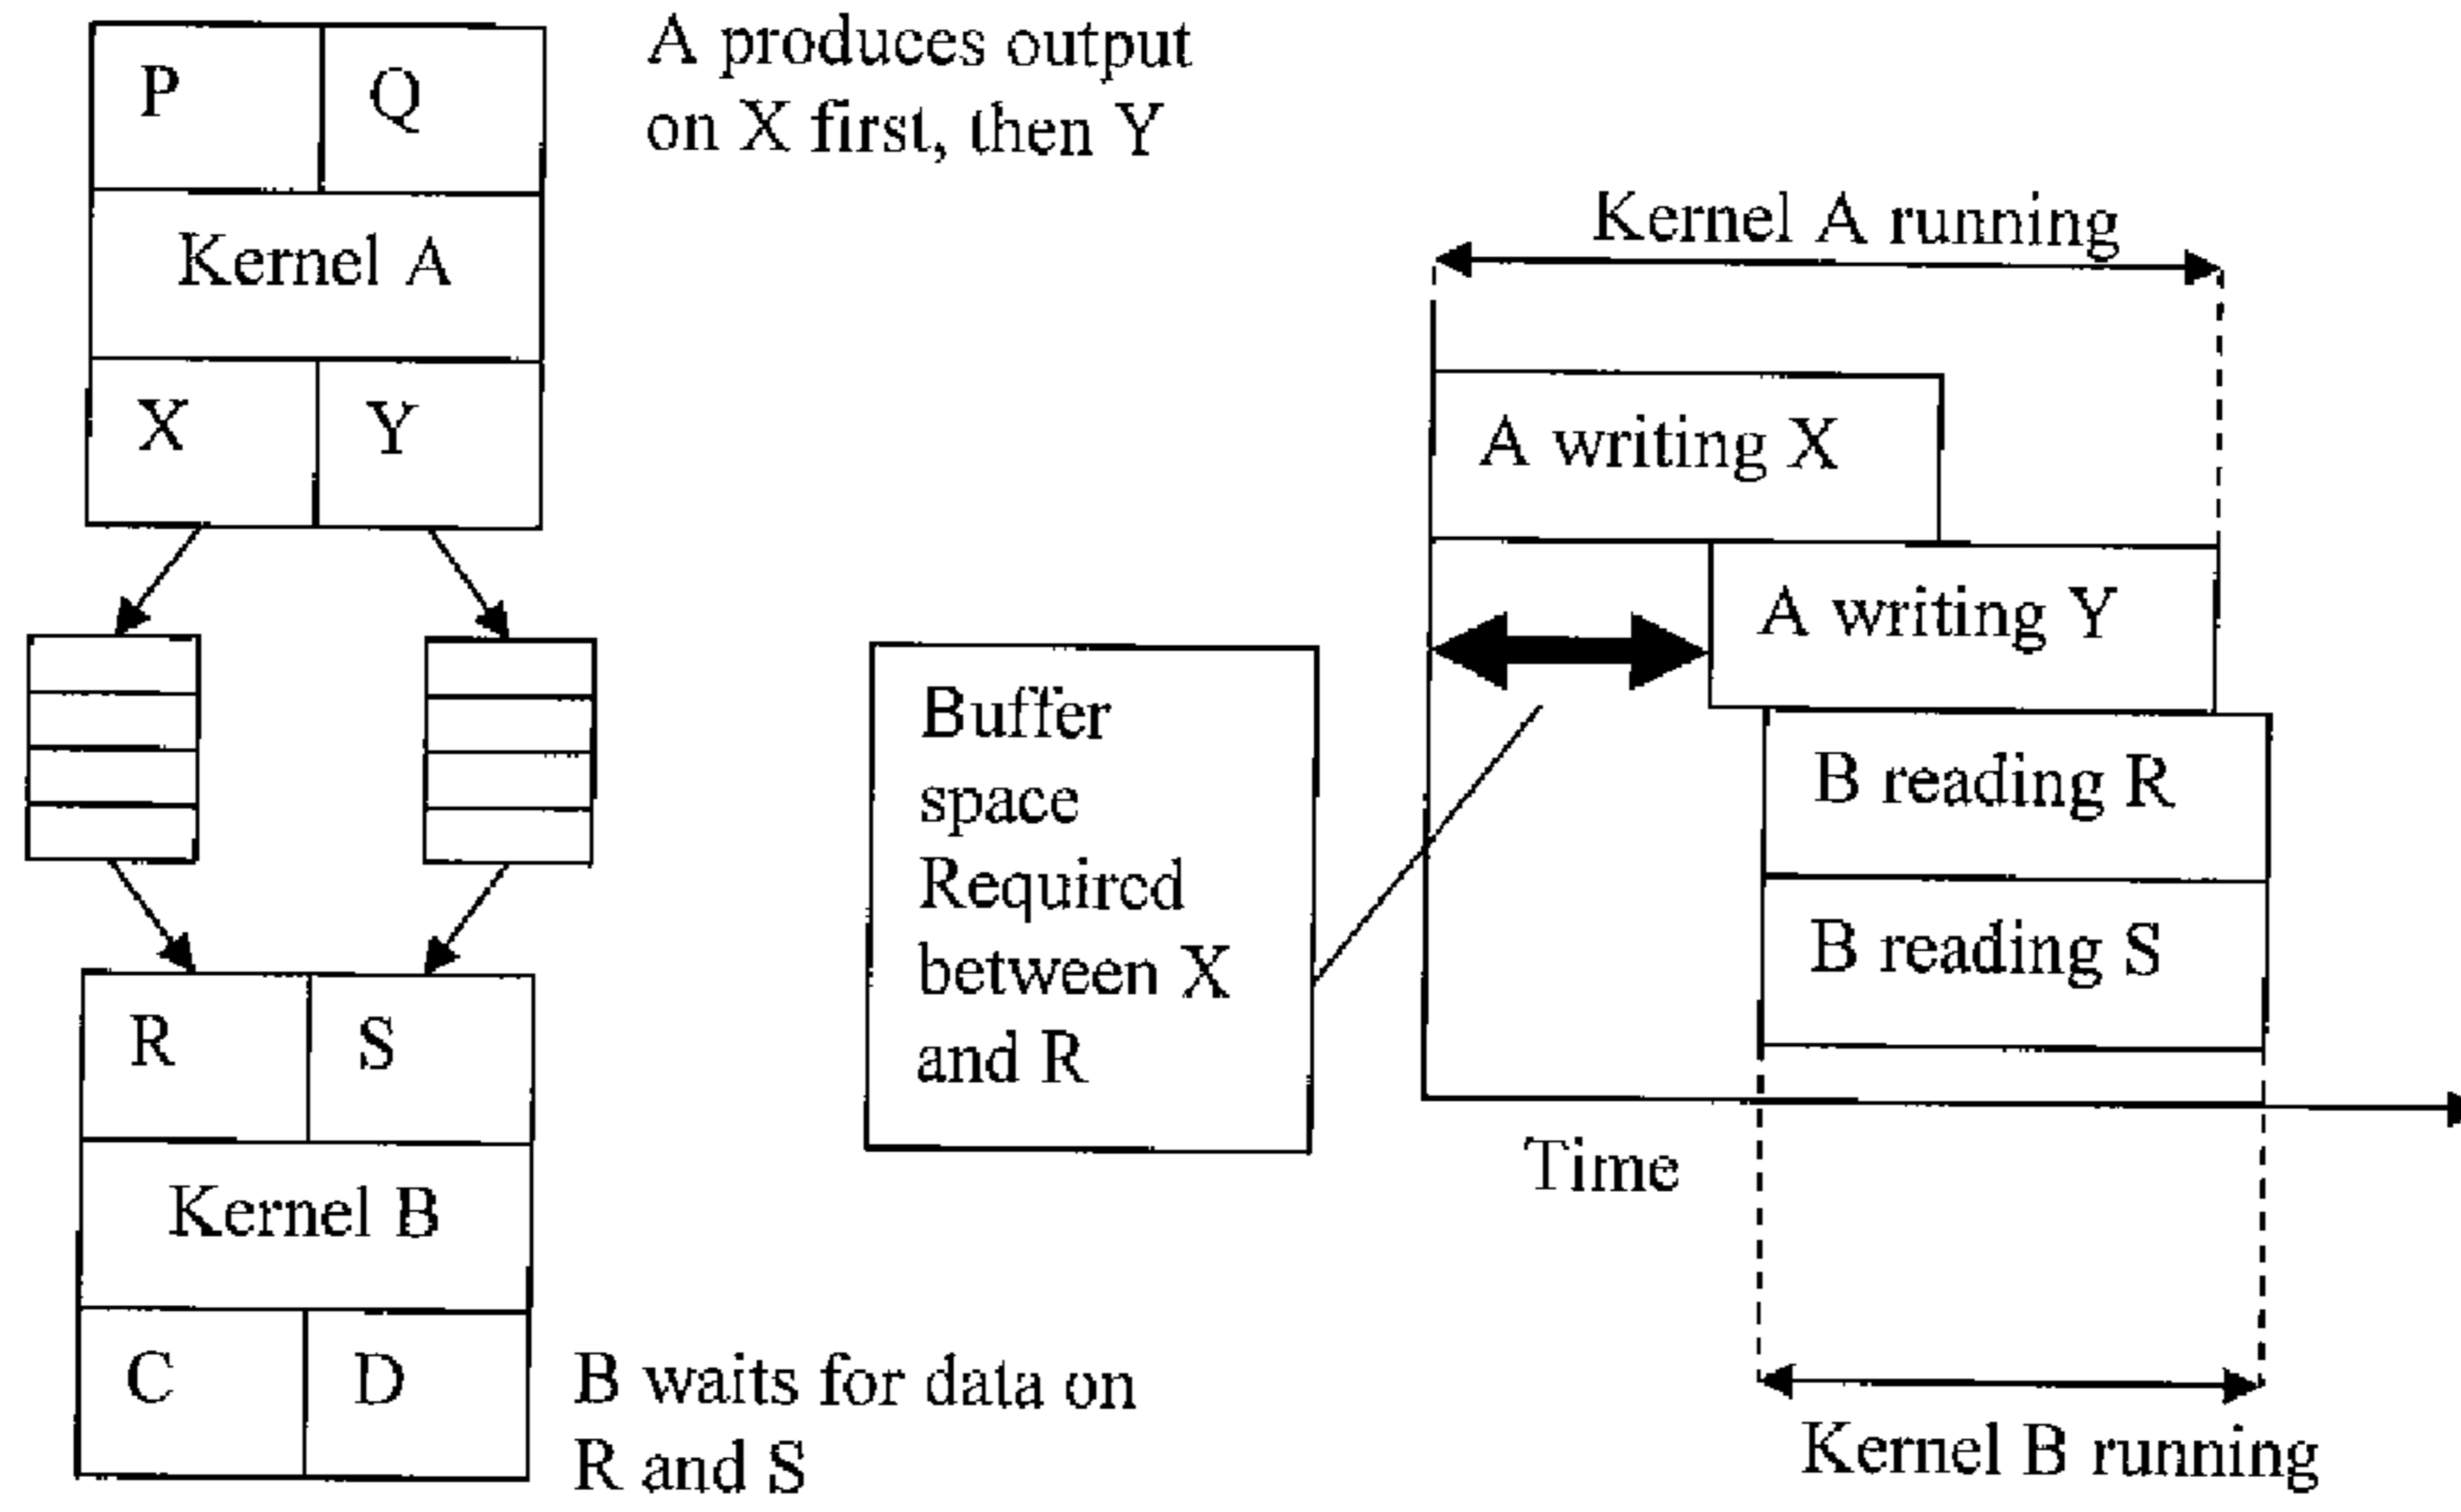 P
Q
A produces output
on X first, then Y
Kernel A
X
Y
Kernel A running
A writing X
A writing Y
Buffer
space
Required
between X
and R
B reading R
B reading S
R
S
Kernel B
Time
C
D
B waits for data on
R and S
Kernel B running